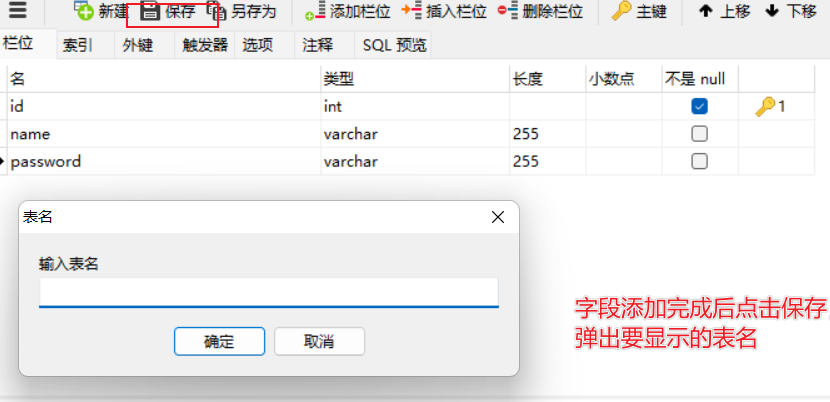 新建 保存 另存为 添加栏位 插入栏位 删除栏位 主键 上移 下移
栏位 索引 外键 触发器 选项 注释 SQL 预览
名 类型 长度 小数点 不是 null
id int 1
name varchar 255
password varchar 255
表名
输入表名
确定 取消
字段添加完成后点击保存,
弹出要显示的表名